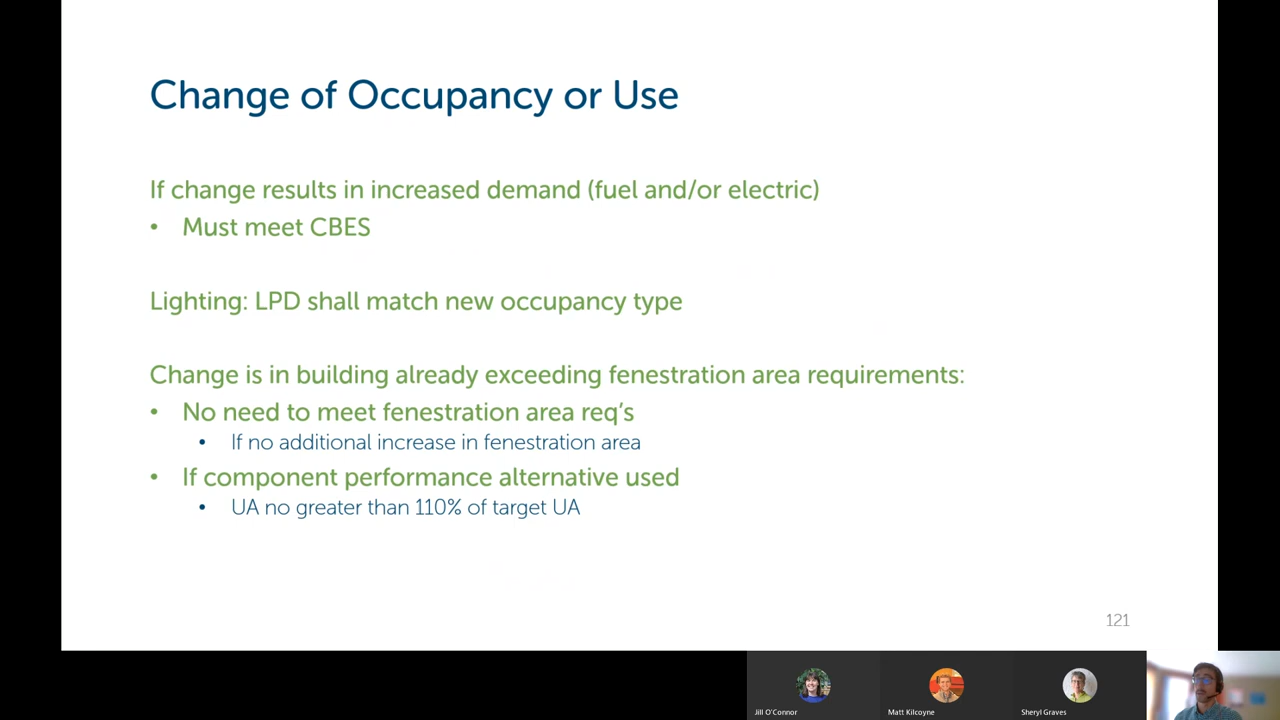 Change of Occupancy or Use
If change results in increased demand (fuel and/or electric)
• Must meet CBES
Lighting: LPD shall match new occupancy type
Change is in building already exceeding fenestration area requirements:
• No need to meet fenestration area req’s
• If no additional increase in fenestration area
• If component performance alternative used
• UA no greater than 110% of target UA
121
Jill O'Connor
Matt Kilcoyne
Sheryl Graves